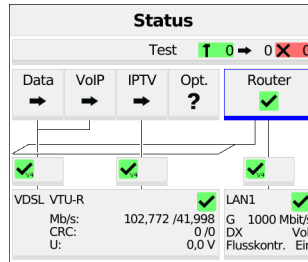 Status
Test 0 0 0
Data VoIP IPTV Opt. Router
?
V4 V4 V4
VDSL VTU-R LAN1
Mb/s: 102,772 /41,998 G 1000 Mbit/s
CRC: 0 /0 DX
U: 0,0 V Flusskontr.